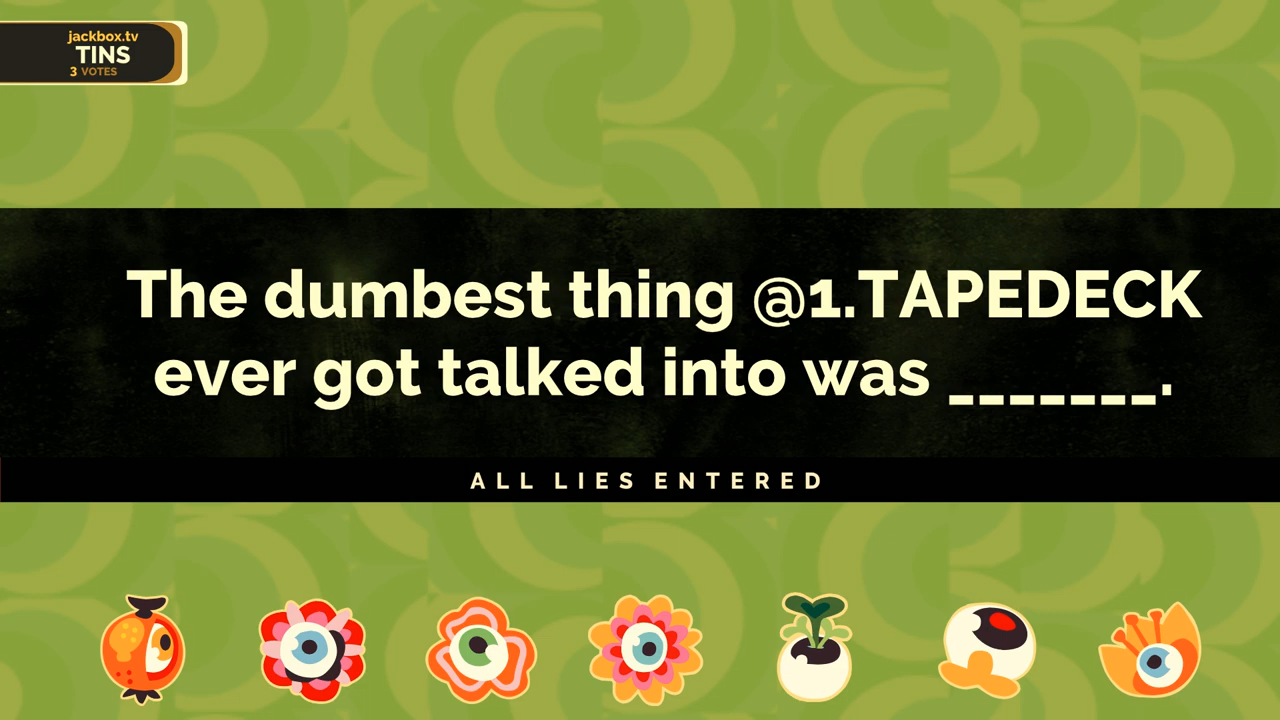 jackbox.tv
TINS
3 VOTES
The dumbest thing @1.TAPEDECK
ever got talked into was _______.
ALL LIES ENTERED